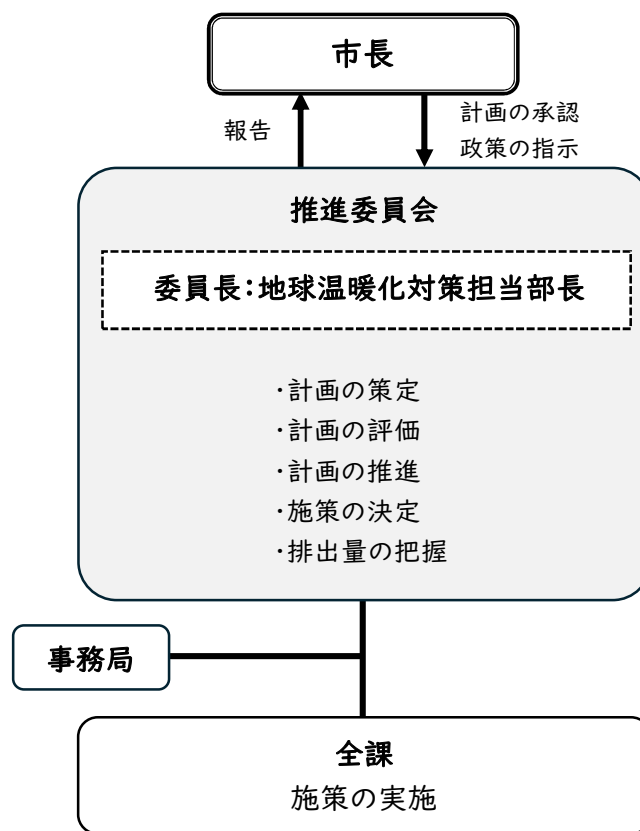 市長
報告
計画の承認
政策の指示
推進委員会
委員長:地球温暖化対策担当部長
・計画の策定
・計画の評価
・計画の推進
・施策の決定
・排出量の把握
事務局
全課
施策の実施